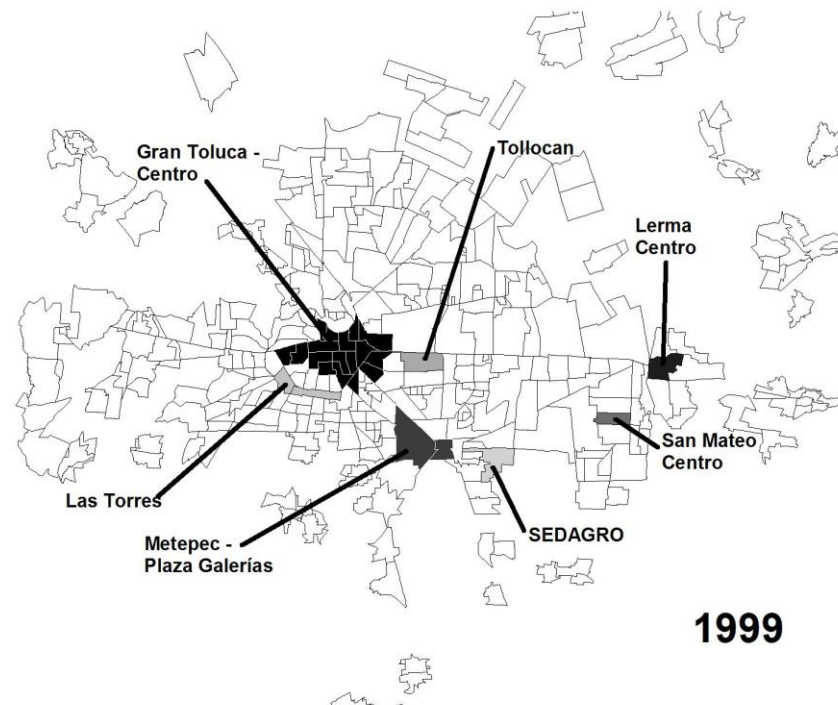 Gran Toluca -
Centro
Tollocan
Lerma
Centro
San Mateo
Centro
Las Torres
SEDAGRO
Metepec -
Plaza Galerías
1999